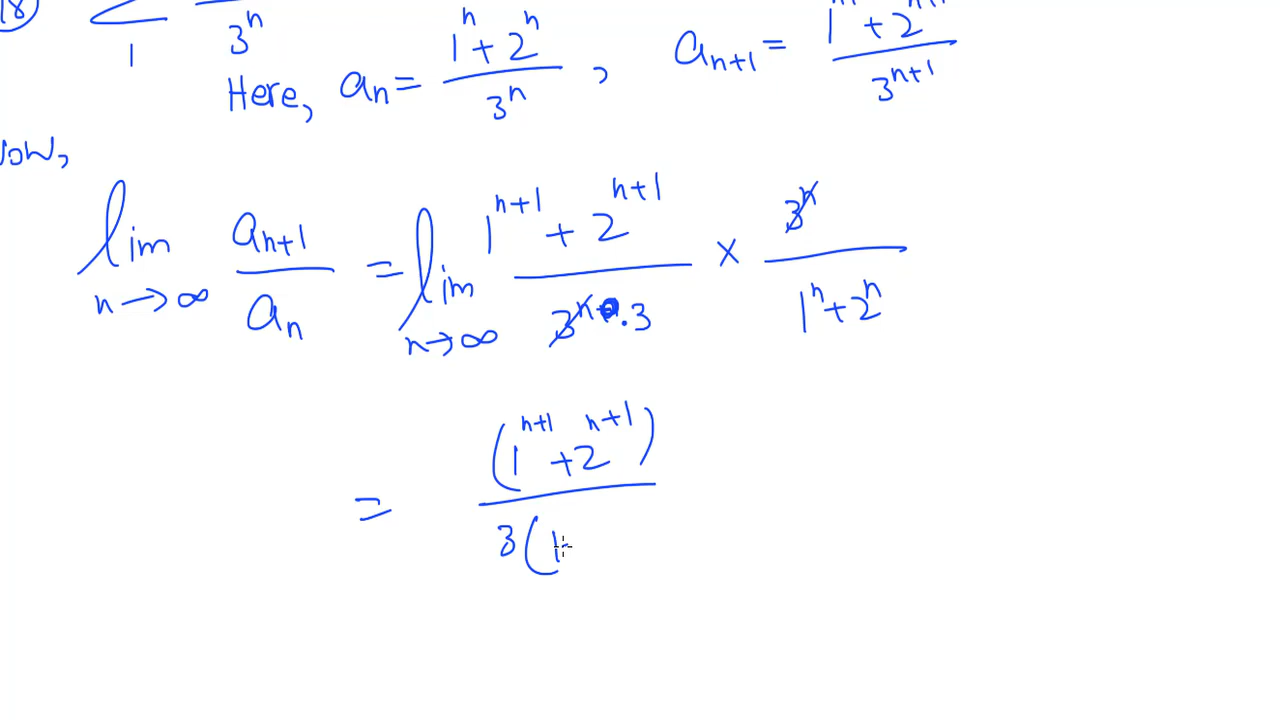 18 Σ 3^n
1
Here, a_n = (1^n + 2^n) / 3^n , a_{n+1} = (1^{n+1} + 2^{n+1}) / 3^{n+1}
Now,
lim_{n→∞} a_{n+1} / a_n = lim_{n→∞} (1^{n+1} + 2^{n+1}) / (3^n . 3) × 3^n / (1^n + 2^n)
= (1^{n+1} + 2^{n+1}) / 3(1